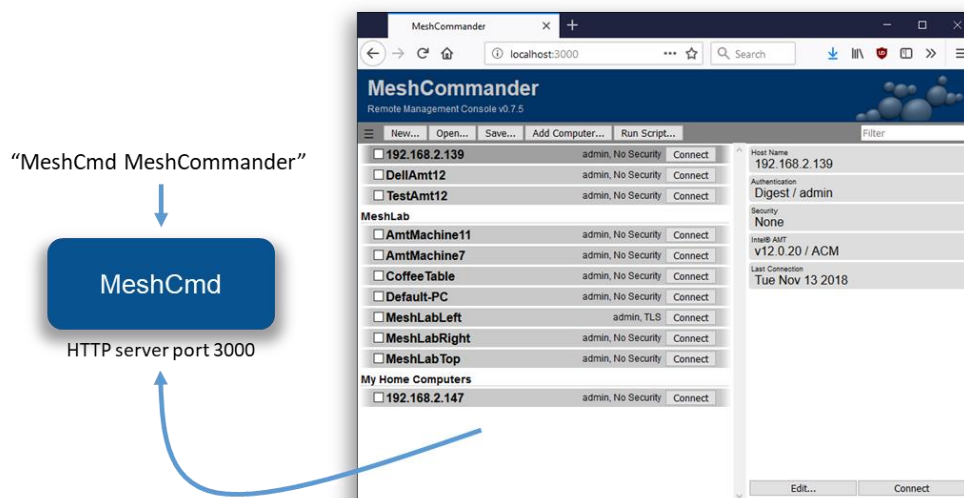 “MeshCmd MeshCommander”
MeshCmd
HTTP server port 3000
MeshCommander
localhost:3000
Search
MeshCommander
Remote Management Console v0.7.5
New... Open... Save... Add Computer... Run Script... Filter
192.168.2.139 admin, No Security Connect
DellAmt12 admin, No Security Connect
TestAmt12 admin, No Security Connect
MeshLab
AmtMachine11 admin, No Security Connect
AmtMachine7 admin, No Security Connect
CoffeeTable admin, No Security Connect
Default-PC admin, No Security Connect
MeshLabLeft admin, TLS Connect
MeshLabRight admin, No Security Connect
MeshLabTop admin, No Security Connect
My Home Computers
192.168.2.147 admin, No Security Connect
Host Name
192.168.2.139
Authentication
Digest / admin
Security
None
Intel® AMT
v12.0.20 / ACM
Last Connection
Tue Nov 13 2018
Edit... Connect